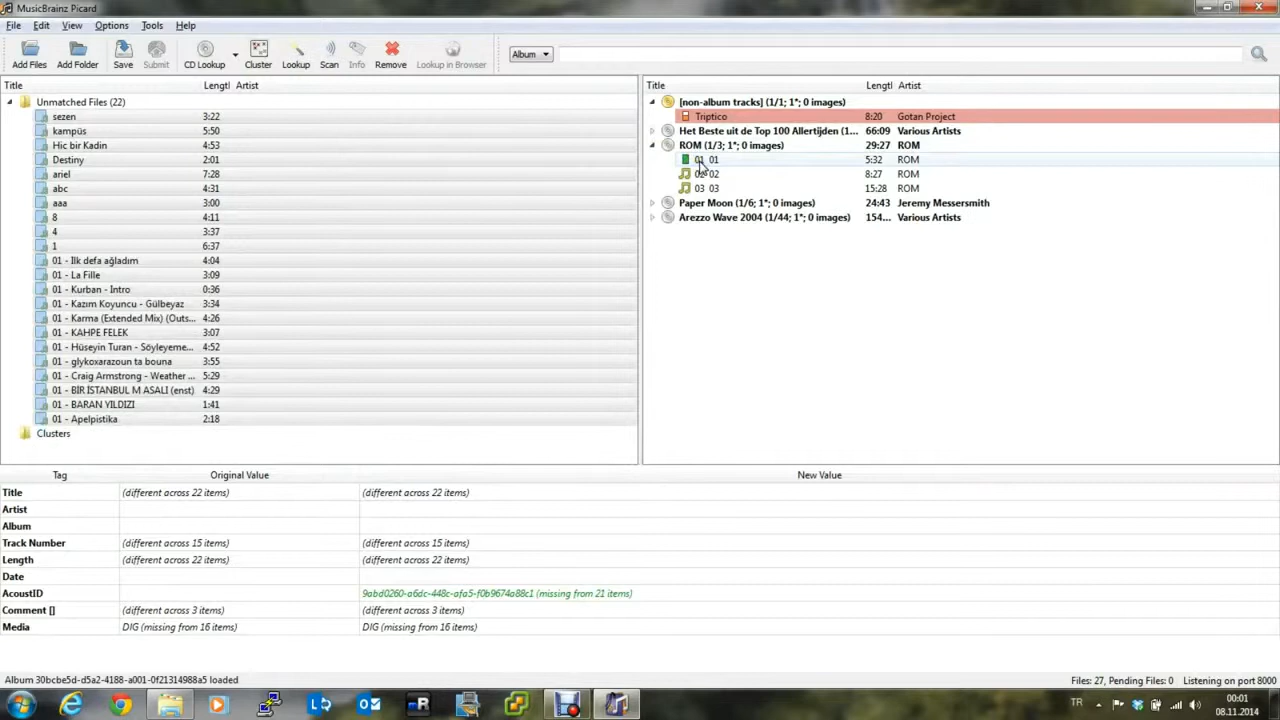 MusicBrainz Picard
File Edit View Options Tools Help
Add Files Add Folder Save Submit CD Lookup Cluster Lookup Scan Info Remove Lookup in Browser Album
Title Length Artist
Unmatched Files (22)
sezen 3:22
kampüs 5:50
Hic bir Kadin 4:43
Destiny 2:01
ariel 7:28
abc 4:31
aaa 3:00
8 4:11
4 3:37
1 6:37
01 - Ilk defa ağladım 4:04
01 - La Fille 3:09
01 - Kurban - Intro 0:36
01 - Kazım Koyuncu - Gülbeyaz 3:34
01 - Karma (Extended Mix) (Outs... 4:26
01 - KAHPE FELEK 3:07
01 - Hüseyin Turan - Söyleyeme... 4:52
01 - glykoxarazoun ta bouna 3:55
01 - Craig Armstrong - Weather ... 5:29
01 - BİR İSTANBUL M ASALI (enst) 4:29
01 - BARAN YILDIZI 1:41
01 - Apelpistika 2:18
Clusters
Title Length Artist
[non-album tracks] (1/1; 1*; 0 images)
Triptico 8:20 Gotan Project
Het Beste uit de Top 100 Allertijden (1... 66:09 Various Artists
ROM (1/3; 1*; 0 images) 29:27 ROM
01 01 5:32 ROM
02 02 8:27 ROM
03 03 15:28 ROM
Paper Moon (1/6; 1*; 0 images) 24:43 Jeremy Messersmith
Arezzo Wave 2004 (1/44; 1*; 0 images) 154... Various Artists
Tag Original Value New Value
Title (different across 22 items) (different across 22 items)
Artist
Album
Track Number (different across 15 items) (different across 15 items)
Length (different across 22 items) (different across 22 items)
Date
AcoustID 9abd0260-a6dc-448c-afa5-f0b9674a88c1 (missing from 21 items)
Comment [] (different across 3 items) (different across 3 items)
Media DIG (missing from 16 items) DIG (missing from 16 items)
Album 30bcbe5d-d5a2-4188-a001-0f21314988a5 loaded Files: 27, Pending Files: 0 Listening on port 8000
TR 00:01
08.11.2014